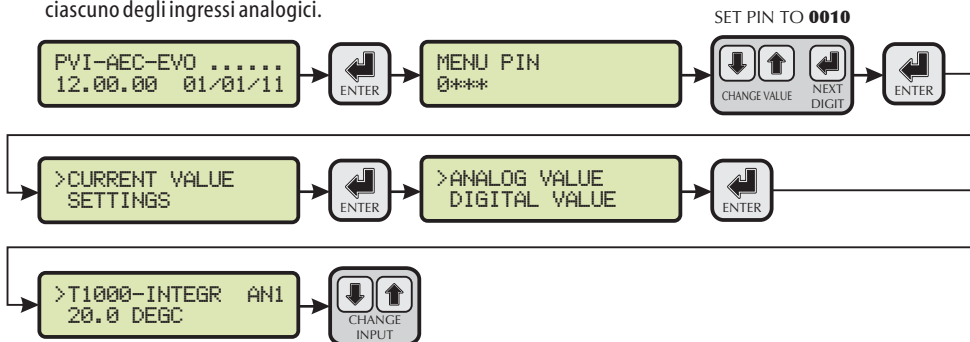 ciascuno degli ingressi analogici.
SET PIN TO 0010
PVI-AEC-EVO ......
12.00.00 01/01/11
ENTER
MENU PIN
0***
CHANGE VALUE
NEXT
DIGIT
ENTER
>CURRENT VALUE
SETTINGS
ENTER
>ANALOG VALUE
DIGITAL VALUE
ENTER
>T1000-INTEGR AN1
20.0 DEGC
CHANGE
INPUT